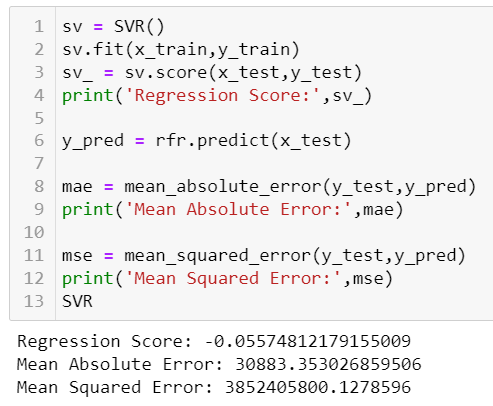 1 sv = SVR()
2 sv.fit(x_train,y_train)
3 sv_ = sv.score(x_test,y_test)
4 print('Regression Score:',sv_)
5
6 y_pred = rfr.predict(x_test)
7
8 mae = mean_absolute_error(y_test,y_pred)
9 print('Mean Absolute Error:',mae)
10
11 mse = mean_squared_error(y_test,y_pred)
12 print('Mean Squared Error:',mse)
13 SVR
Regression Score: -0.05574812179155009
Mean Absolute Error: 30883.353026859506
Mean Squared Error: 3852405800.1278596